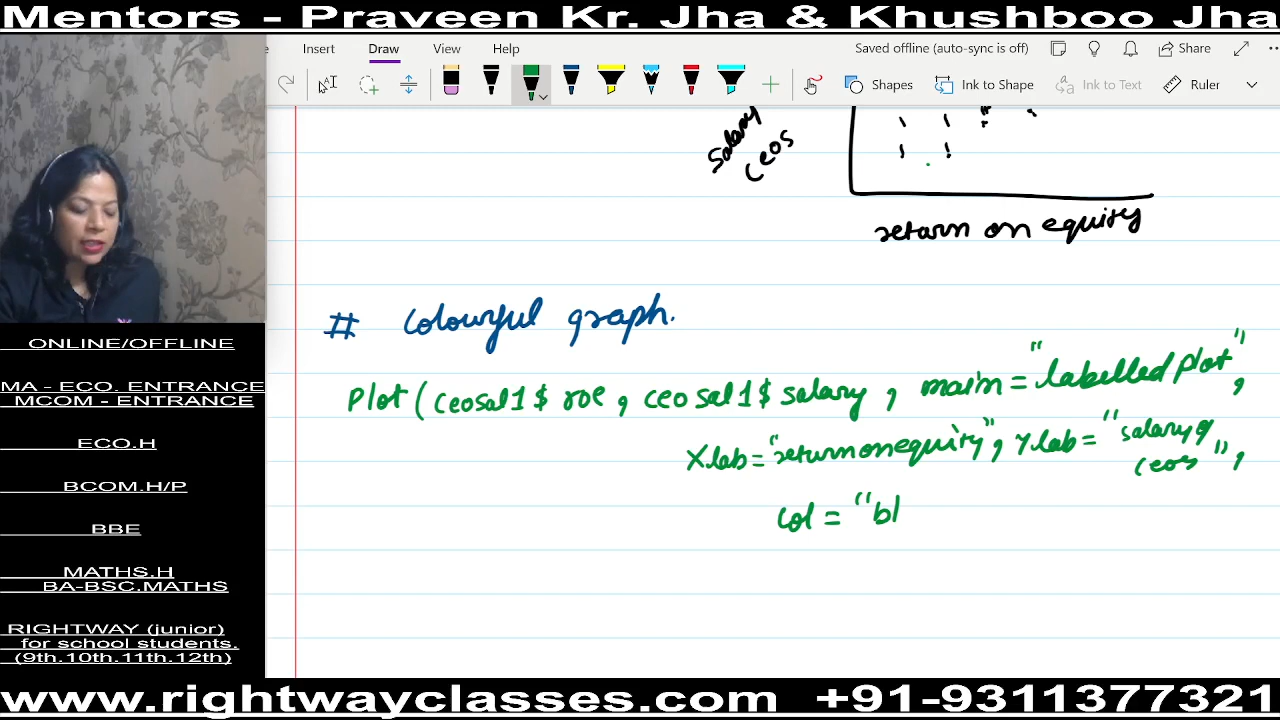 Mentors - Praveen Kr. Jha & Khushboo Jha
Insert Draw View Help Saved offline (auto-sync is off) Share
Shapes Ink to Shape Ink to Text Ruler
Salary
Ceos
return on equity
# Colourful graph.
Plot (ceosal1$ roe, ceosal1$ salary, main = "labelled plot",
Xlab = "return on equity", Ylab = "salary of
ceos",
col = "bl
ONLINE/OFFLINE
MA - ECO. ENTRANCE
MCOM - ENTRANCE
ECO.H
BCOM.H/P
BBE
MATHS.H
BA-BSC.MATHS
RIGHTWAY (junior)
for school students.
(9th.10th.11th.12th)
www.rightwayclasses.com +91-9311377321